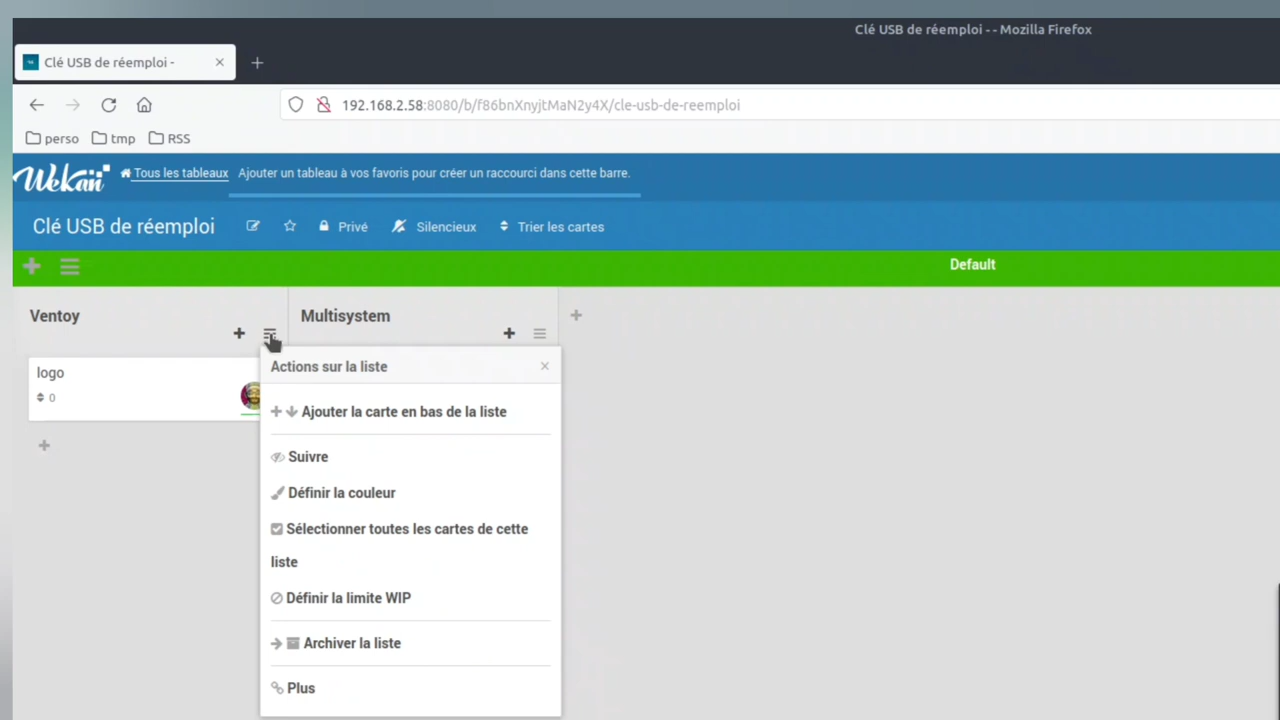 Clé USB de réemploi - - Mozilla Firefox
Clé USB de réemploi -
192.168.2.58:8080/b/f86bnXnyjtMaN2y4X/cle-usb-de-reemploi
perso tmp RSS
Wekan Tous les tableaux Ajouter un tableau à vos favoris pour créer un raccourci dans cette barre.
Clé USB de réemploi Privé Silencieux Trier les cartes
Default
Ventoy Multisystem
logo
0
Actions sur la liste
Ajouter la carte en bas de la liste
Suivre
Définir la couleur
Sélectionner toutes les cartes de cette
liste
Définir la limite WIP
Archiver la liste
Plus